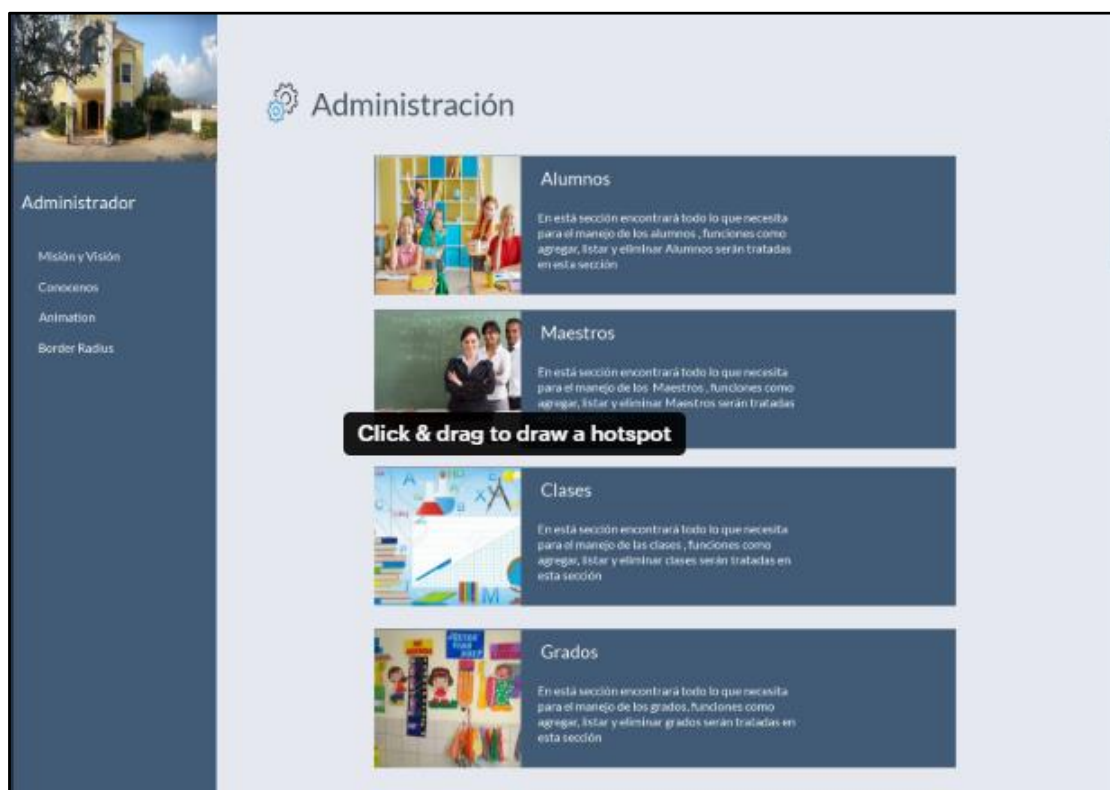 Administración
Administrador
Misión y Visión
Conocenos
Animation
Border Radius
Alumnos
En está sección encontrará todo lo que necesita
para el manejo de los alumnos , funciones como
agregar, listar y eliminar Alumnos serán tratadas
en esta sección
Maestros
En está sección encontrará todo lo que necesita
para el manejo de los Maestros , funciones como
agregar, listar y eliminar Maestros serán tratadas
Click & drag to draw a hotspot
Clases
En está sección encontrará todo lo que necesita
para el manejo de las clases , funciones como
agregar, listar y eliminar clases serán tratadas en
esta sección
Grados
En está sección encontrará todo lo que necesita
para el manejo de los grados, funciones como
agregar, listar y eliminar grados serán tratadas en
esta sección